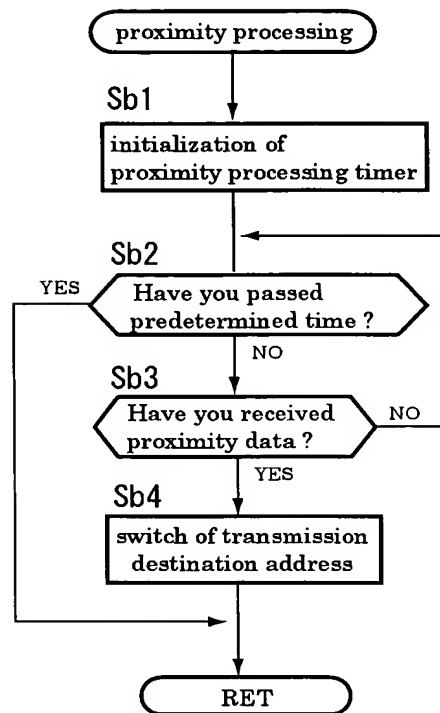 proximity processing
Sb1
initialization of
proximity processing timer
Sb2
YES
Have you passed
predetermined time ?
NO
Sb3
Have you received
proximity data ?
NO
YES
Sb4
switch of transmission
destination address
RET